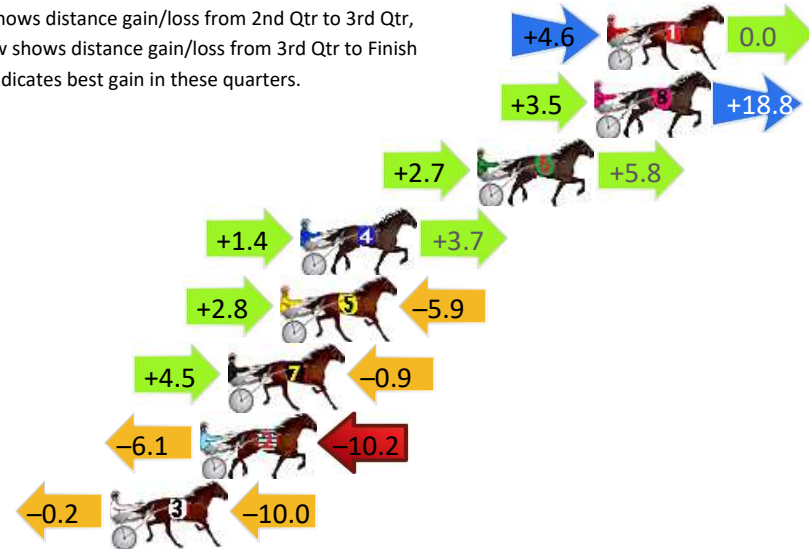 hows distance gain/loss from 2nd Qtr to 3rd Qtr,
w shows distance gain/loss from 3rd Qtr to Finish
dicates best gain in these quarters.
+4.6 1 0.0
+3.5 8 +18.8
+2.7 6 +5.8
+1.4 4 +3.7
+2.8 5 –5.9
+4.5 7 –0.9
–6.1 2 –10.2
–0.2 3 –10.0